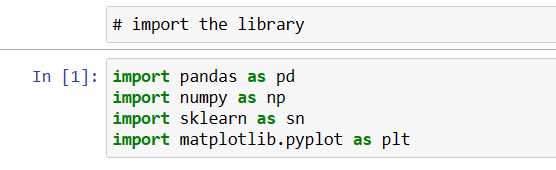 # import the library
In [1]:
import pandas as pd
import numpy as np
import sklearn as sn
import matplotlib.pyplot as plt